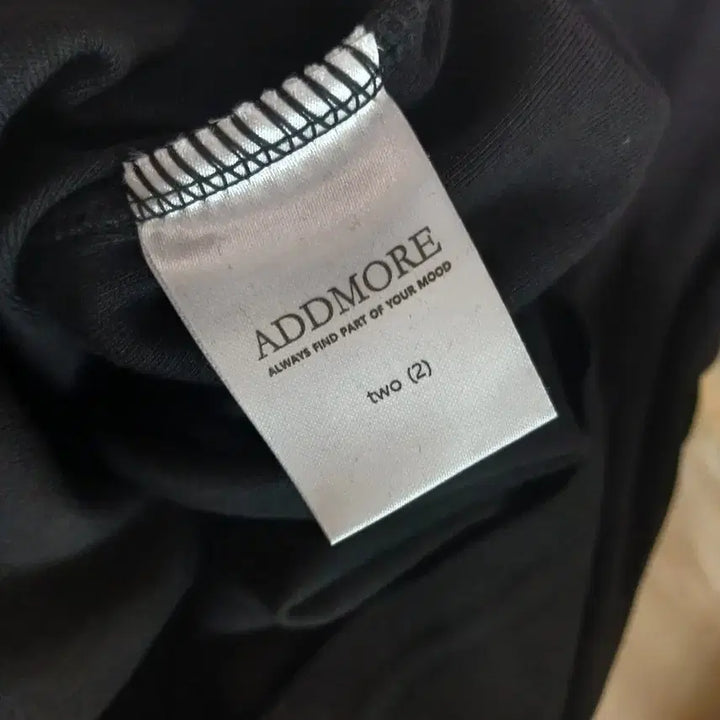 ADDMORE
ALWAYS FIND PART OF YOUR MOOD
two (2)